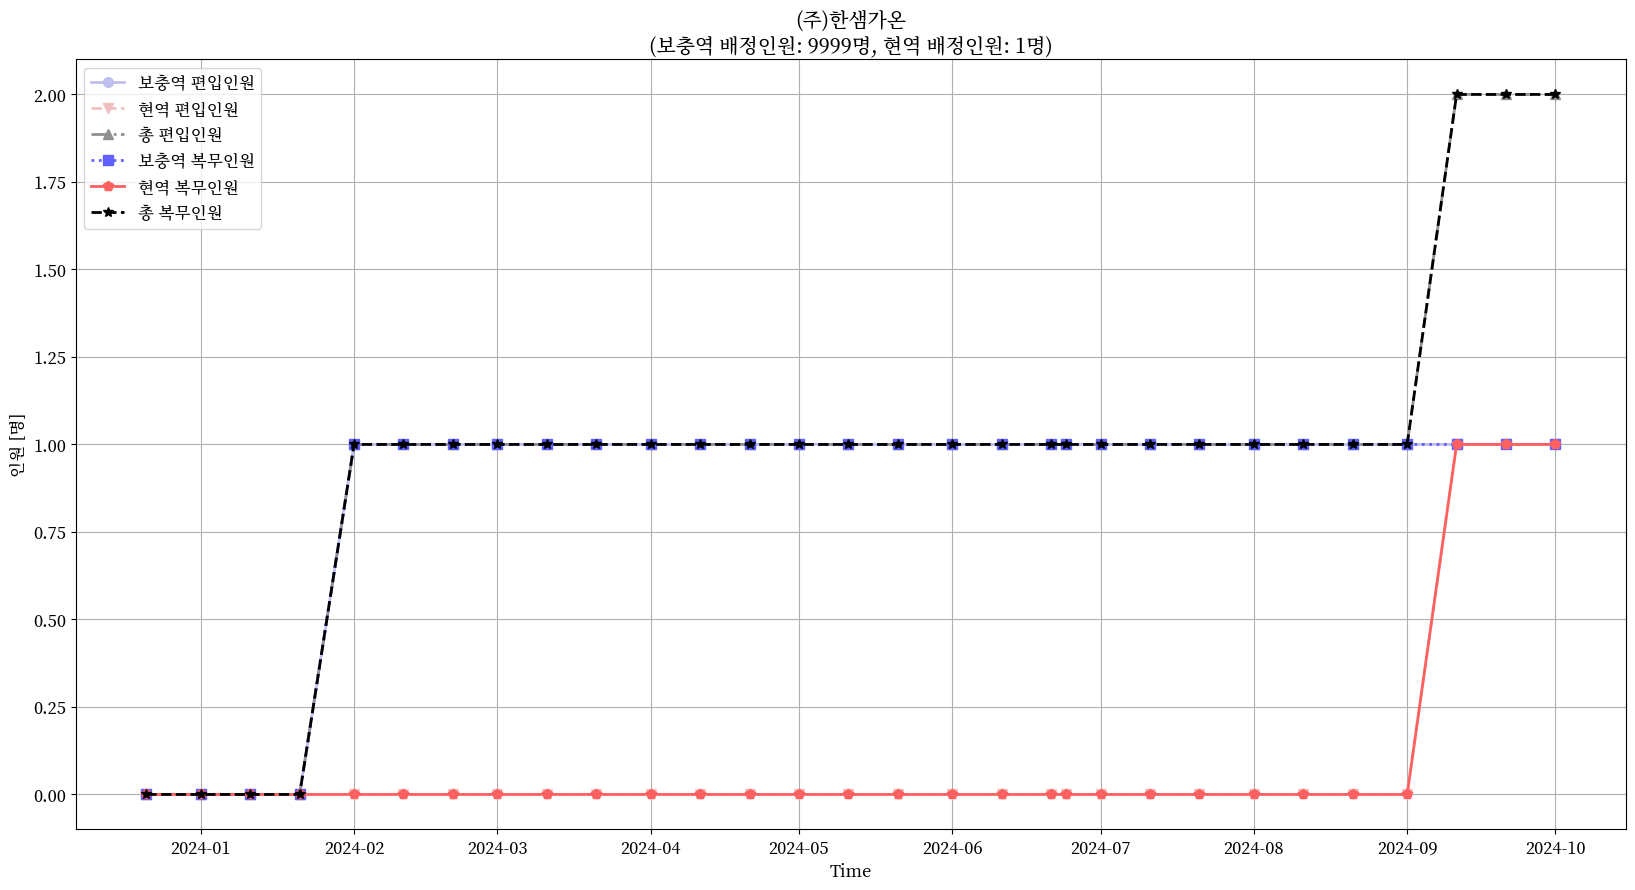 (주)한샘가온
(보충역 배정인원: 9999명, 현역 배정인원: 1명)
보충역 편입인원
현역 편입인원
총 편입인원
보충역 복무인원
현역 복무인원
총 복무인원
2.00
1.75
1.50
1.25
1.00
0.75
0.50
0.25
0.00
인원 [명]
2024-01 2024-02 2024-03 2024-04 2024-05 2024-06 2024-07 2024-08 2024-09 2024-10
Time